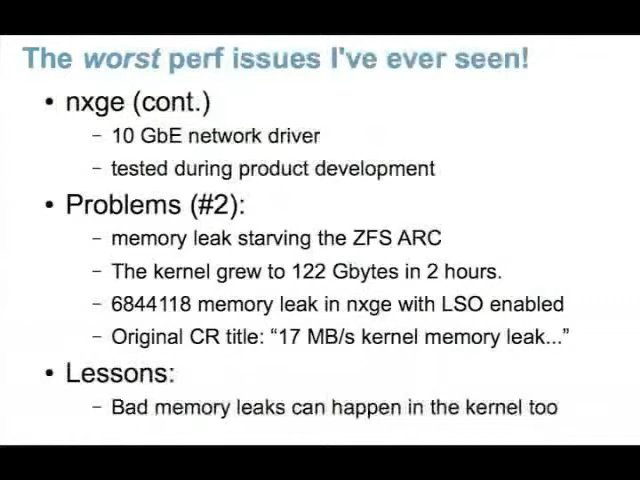 The worst perf issues I've ever seen!
• nxge (cont.)
– 10 GbE network driver
– tested during product development
• Problems (#2):
– memory leak starving the ZFS ARC
– The kernel grew to 122 Gbytes in 2 hours.
– 6844118 memory leak in nxge with LSO enabled
– Original CR title: “17 MB/s kernel memory leak...”
• Lessons:
– Bad memory leaks can happen in the kernel too